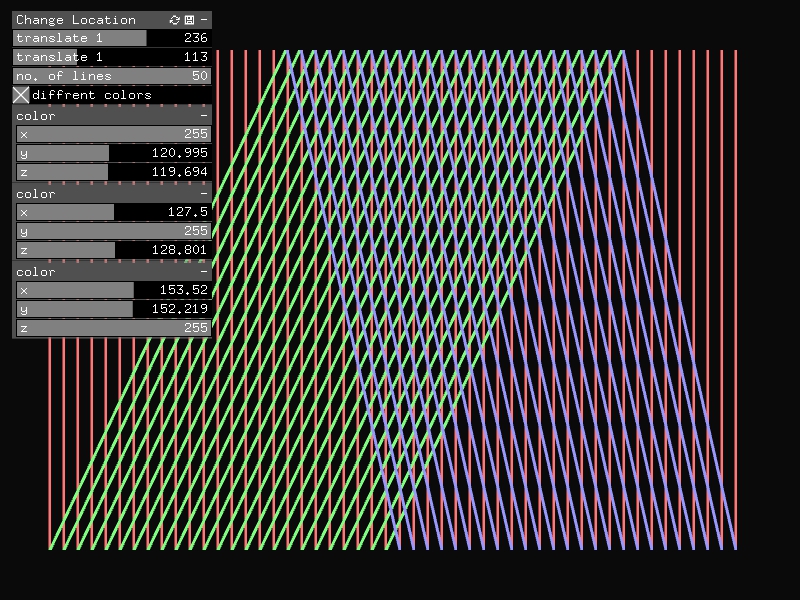 Change Location
translate 1 236
translate 1 113
no. of lines 50
diffrent colors
color
x 255
y 120.995
z 119.694
color
x 127.5
y 255
z 128.801
color
x 153.52
y 152.219
z 255